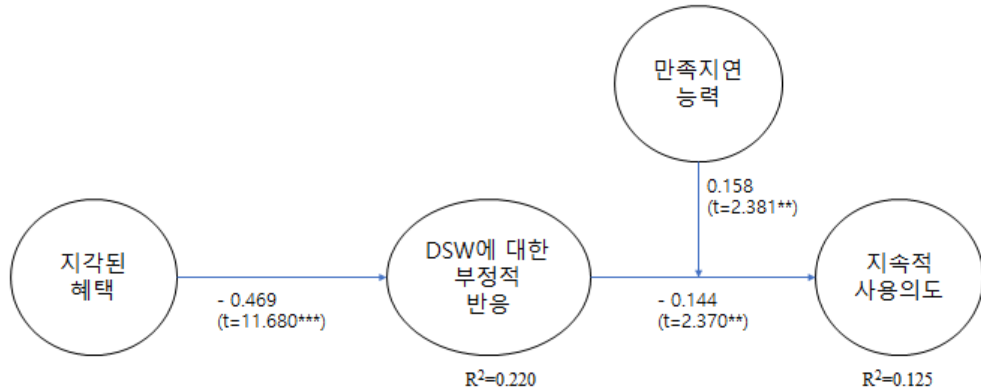 만족지연
능력
0.158
(t=2.381**)
지각된
혜택
- 0.469
(t=11.680***)
DSW에 대한
부정적
반응
- 0.144
(t=2.370**)
지속적
사용의도
R²=0.220
R²=0.125